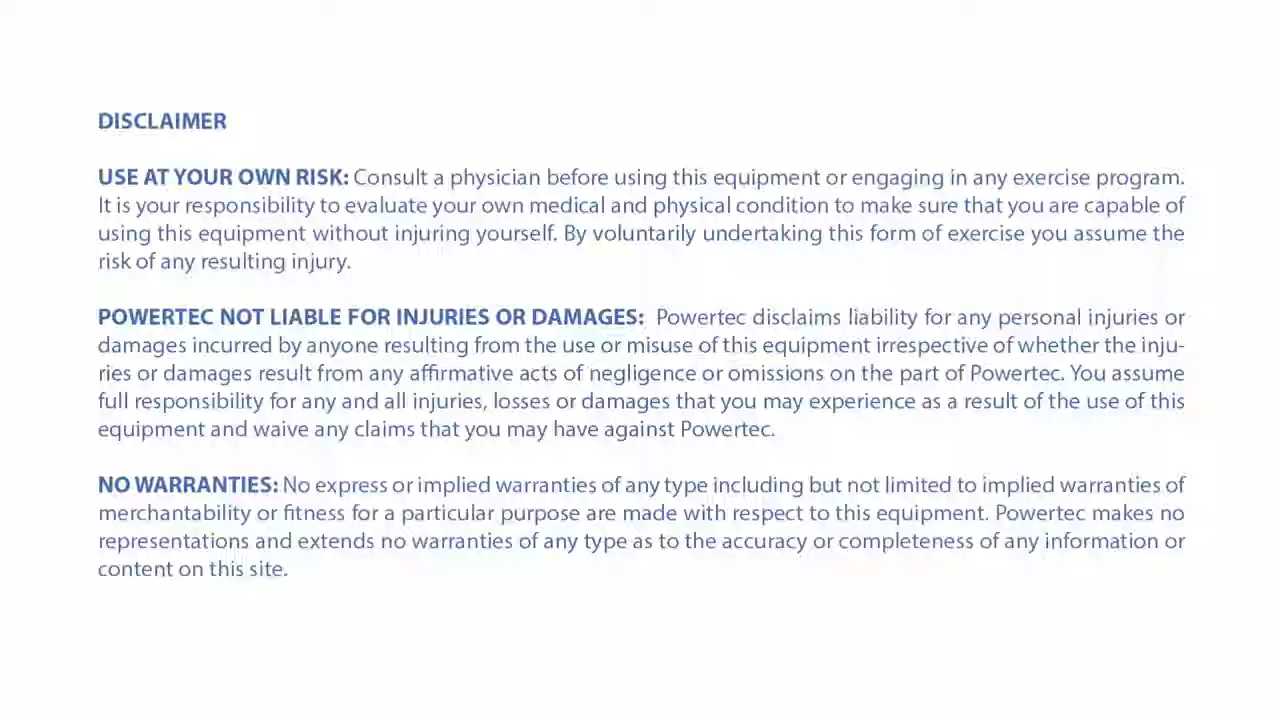 DISCLAIMER
USE AT YOUR OWN RISK: Consult a physician before using this equipment or engaging in any exercise program.
It is your responsibility to evaluate your own medical and physical condition to make sure that you are capable of
using this equipment without injuring yourself. By voluntarily undertaking this form of exercise you assume the
risk of any resulting injury.
POWERTEC NOT LIABLE FOR INJURIES OR DAMAGES: Powertec disclaims liability for any personal injuries or
damages incurred by anyone resulting from the use or misuse of this equipment irrespective of whether the inju-
ries or damages result from any affirmative acts of negligence or omissions on the part of Powertec. You assume
full responsibility for any and all injuries, losses or damages that you may experience as a result of the use of this
equipment and waive any claims that you may have against Powertec.
NO WARRANTIES: No express or implied warranties of any type including but not limited to implied warranties of
merchantability or fitness for a particular purpose are made with respect to this equipment. Powertec makes no
representations and extends no warranties of any type as to the accuracy or completeness of any information or
content on this site.